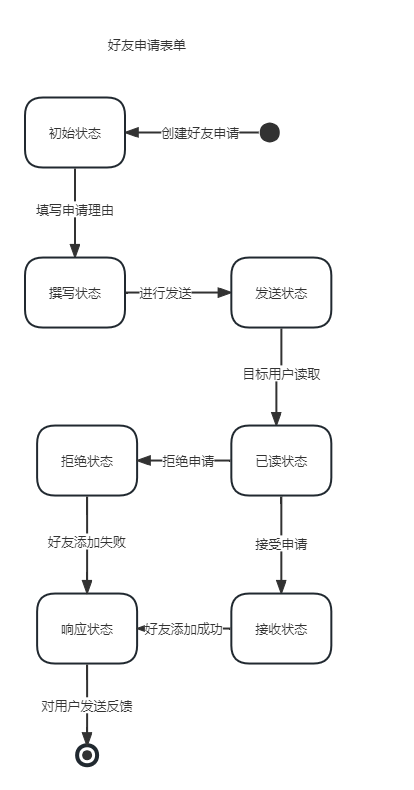 好友申请表单
初始状态
创建好友申请
填写申请理由
撰写状态
进行发送
发送状态
目标用户读取
拒绝状态
拒绝申请
已读状态
好友添加失败
接受申请
响应状态
好友添加成功
接收状态
对用户发送反馈